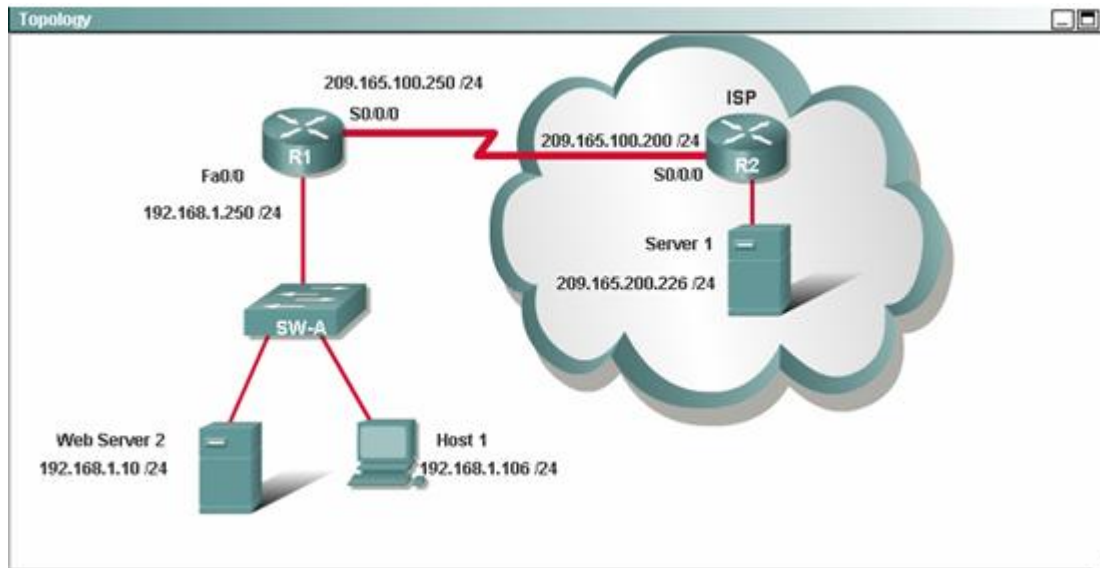 Topology
209.165.100.250 /24
S0/0/0
ISP
R1
209.165.100.200 /24
R2
Fa0/0
S0/0/0
192.168.1.250 /24
Server 1
209.165.200.226 /24
SW-A
Web Server 2
Host 1
192.168.1.10 /24
192.168.1.106 /24